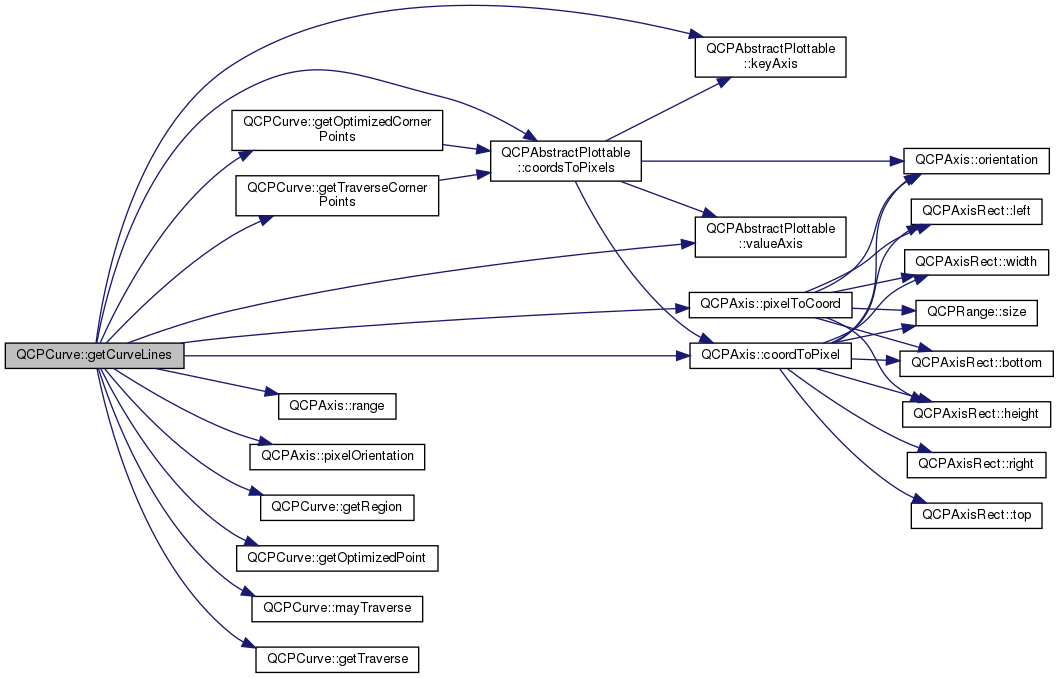 QCPCurve::getCurveLines
QCPAbstractPlottable
::keyAxis
QCPCurve::getOptimizedCorner
Points
QCPAbstractPlottable
::coordsToPixels
QCPCurve::getTraverseCorner
Points
QCPAbstractPlottable
::valueAxis
QCPAxis::pixelToCoord
QCPAxis::coordToPixel
QCPAxis::range
QCPAxis::pixelOrientation
QCPCurve::getRegion
QCPCurve::getOptimizedPoint
QCPCurve::mayTraverse
QCPCurve::getTraverse
QCPAxis::orientation
QCPAxisRect::left
QCPAxisRect::width
QCPRange::size
QCPAxisRect::bottom
QCPAxisRect::height
QCPAxisRect::right
QCPAxisRect::top